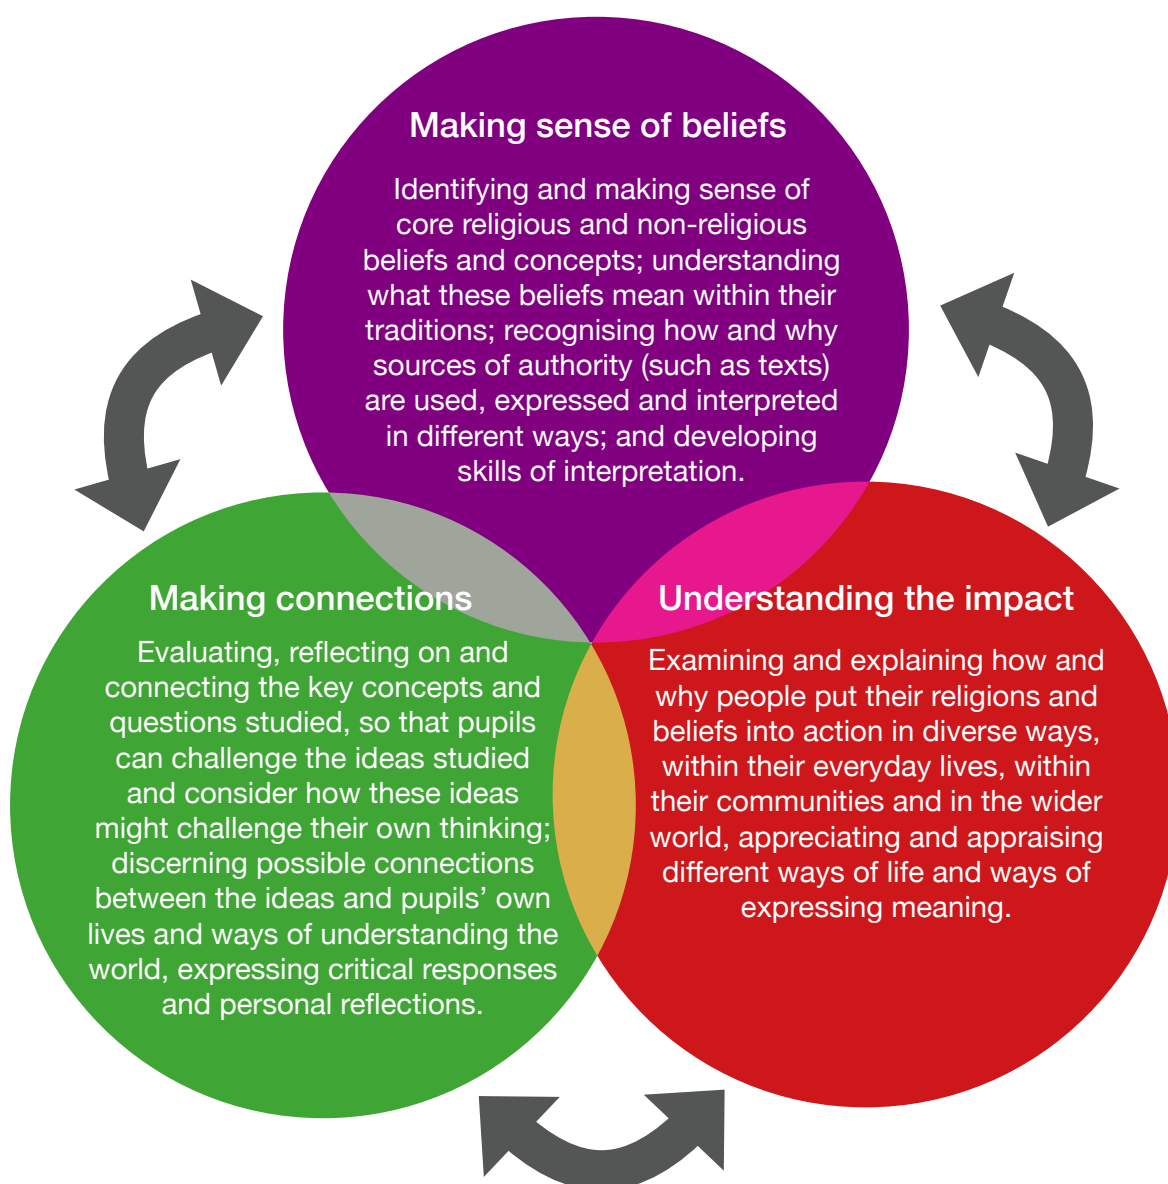 Making sense of beliefs
Identifying and making sense of
core religious and non-religious
beliefs and concepts; understanding
what these beliefs mean within their
traditions; recognising how and why
sources of authority (such as texts)
are used, expressed and interpreted
in different ways; and developing
skills of interpretation.
Making connections
Evaluating, reflecting on and
connecting the key concepts and
questions studied, so that pupils
can challenge the ideas studied
and consider how these ideas
might challenge their own thinking;
discerning possible connections
between the ideas and pupils’ own
lives and ways of understanding the
world, expressing critical responses
and personal reflections.
Understanding the impact
Examining and explaining how and
why people put their religions and
beliefs into action in diverse ways,
within their everyday lives, within
their communities and in the wider
world, appreciating and appraising
different ways of life and ways of
expressing meaning.